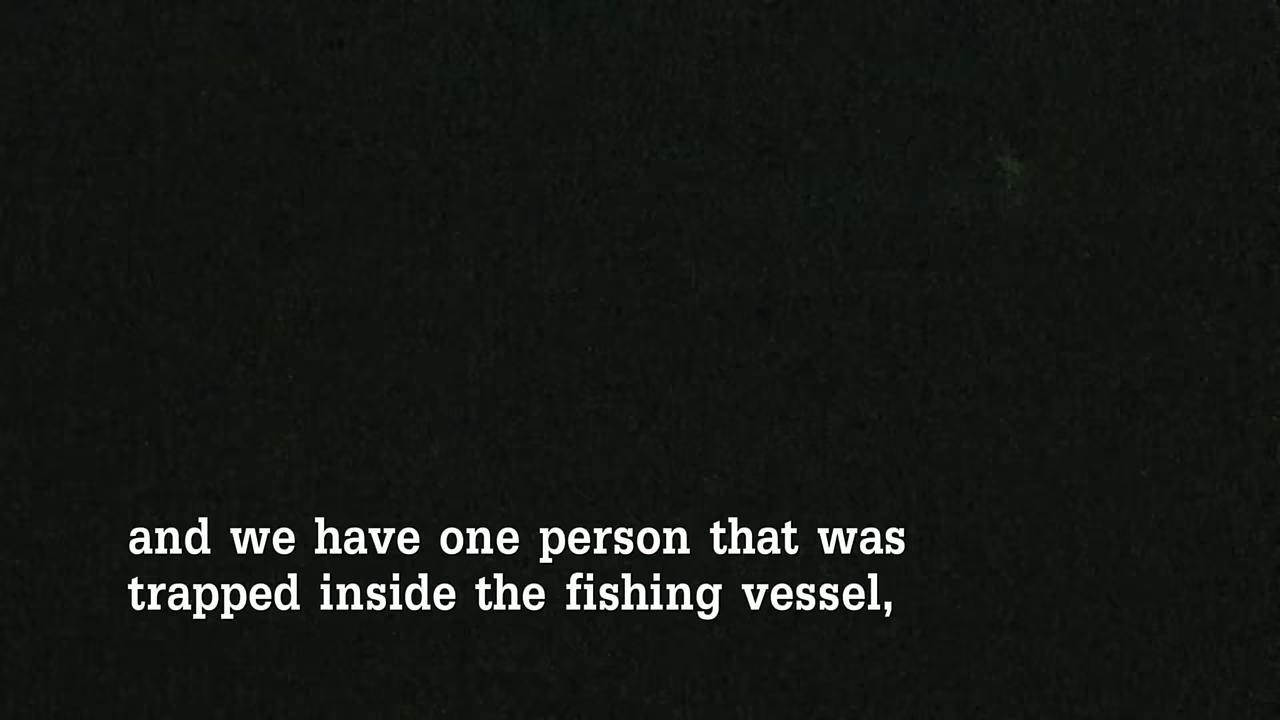 and we have one person that was
trapped inside the fishing vessel,